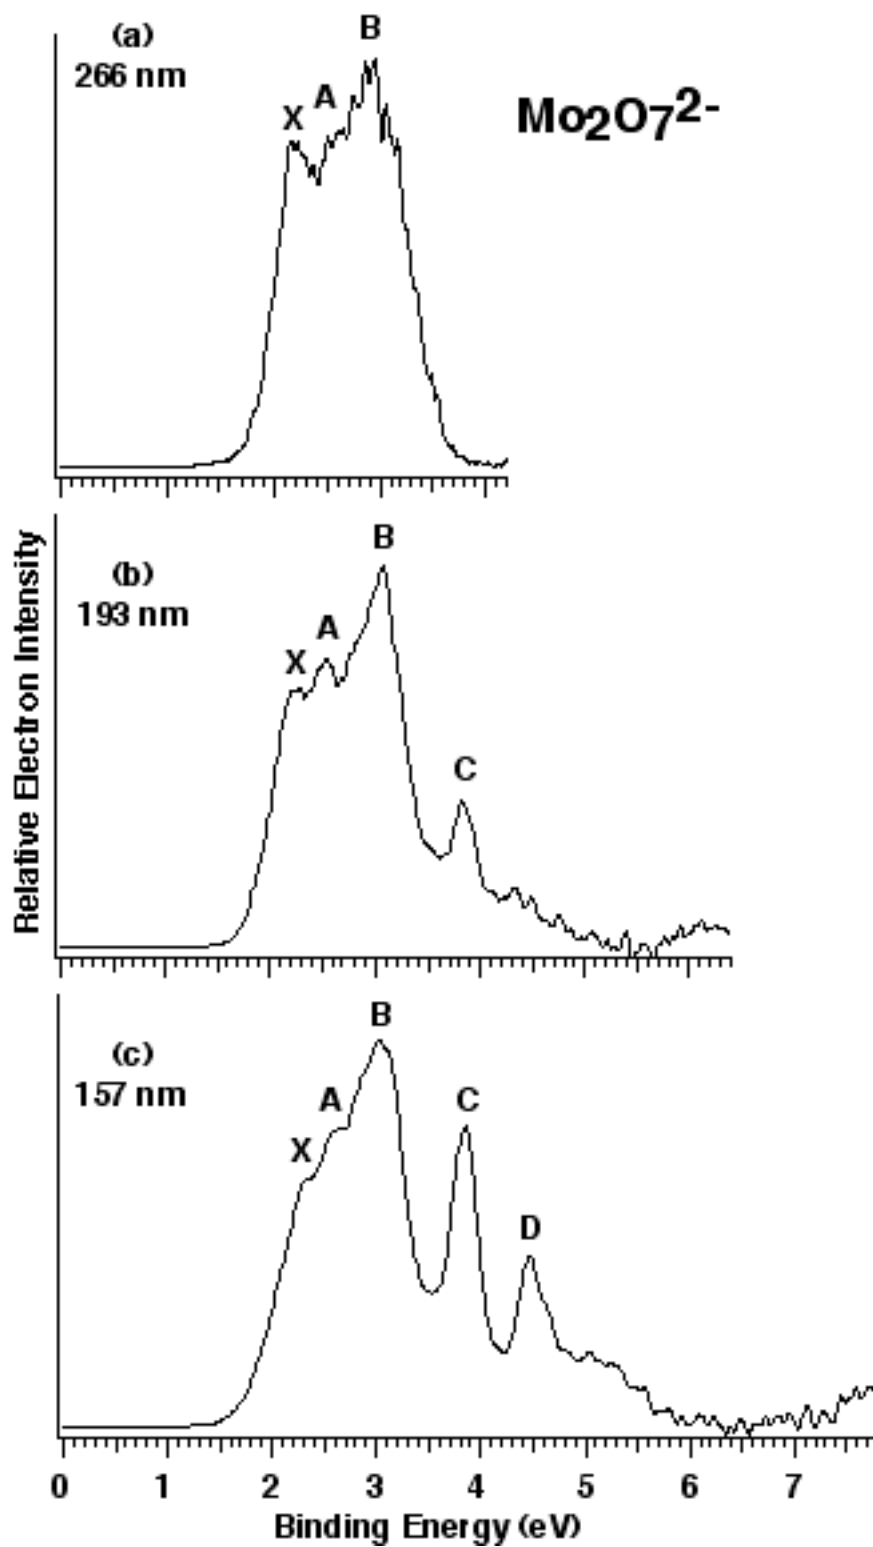 (a)
266 nm
X
A
B
Mo2O7²-
(b)
193 nm
X
A
B
C
(c)
157 nm
X
A
B
C
D
Relative Electron Intensity
0 1 2 3 4 5 6 7
Binding Energy (eV)